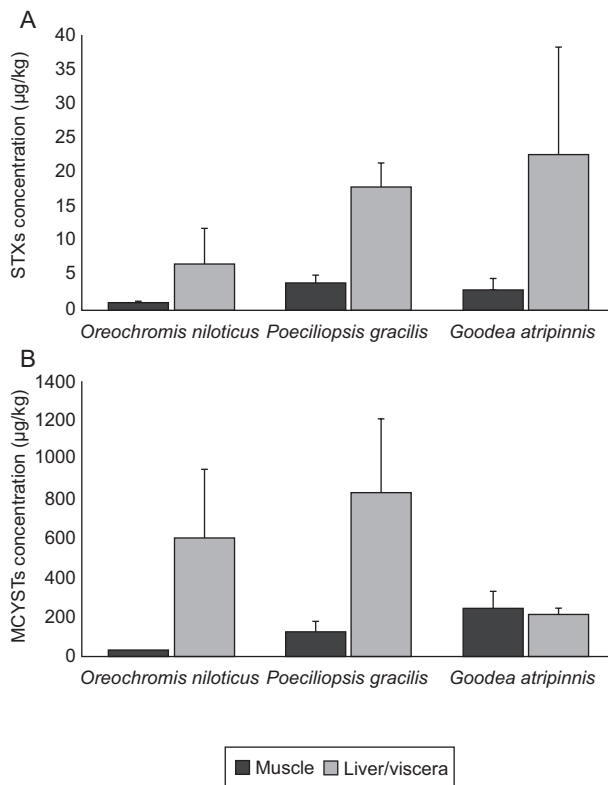 A
STXs concentration (µg/kg)
40
35
30
25
20
15
10
5
0
Oreochromis niloticus Poeciliopsis gracilis Goodea atripinnis
B
MCYSTs concentration (µg/kg)
1400
1200
1000
800
600
400
200
0
Oreochromis niloticus Poeciliopsis gracilis Goodea atripinnis
Muscle Liver/viscera